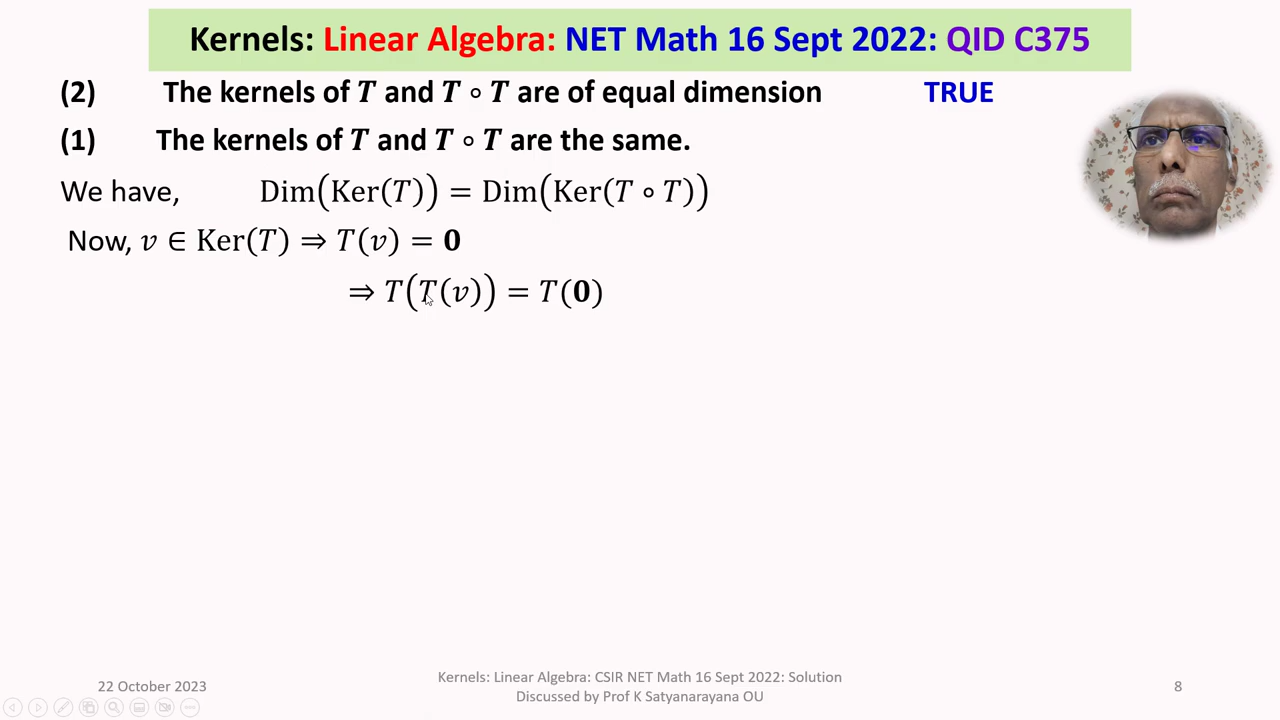 Kernels: Linear Algebra: NET Math 16 Sept 2022: QID C375
(2) The kernels of 𝑻 and 𝑻 ∘ 𝑻 are of equal dimension TRUE
(1) The kernels of 𝑻 and 𝑻 ∘ 𝑻 are the same.
We have, Dim(Ker(𝑇)) = Dim(Ker(𝑇 ∘ 𝑇))
Now, 𝑣 ∈ Ker(𝑇) ⇒ 𝑇(𝑣) = 𝟎
⇒ 𝑇(𝑇(𝑣)) = 𝑇(𝟎)
22 October 2023
Kernels: Linear Algebra: CSIR NET Math 16 Sept 2022: Solution
Discussed by Prof K Satyanarayana OU
8